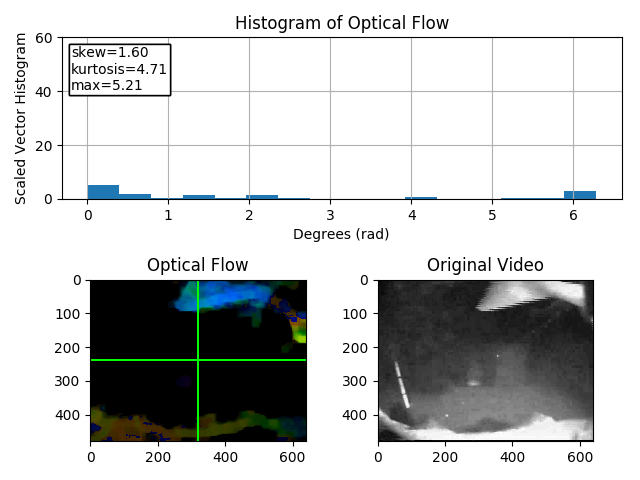 Histogram of Optical Flow
Scaled Vector Histogram
60
40
20
0
skew=1.60
kurtosis=4.71
max=5.21
0 1 2 3 4 5 6
Degrees (rad)
Optical Flow
0
100
200
300
400
0 200 400 600
Original Video
0
100
200
300
400
0 200 400 600